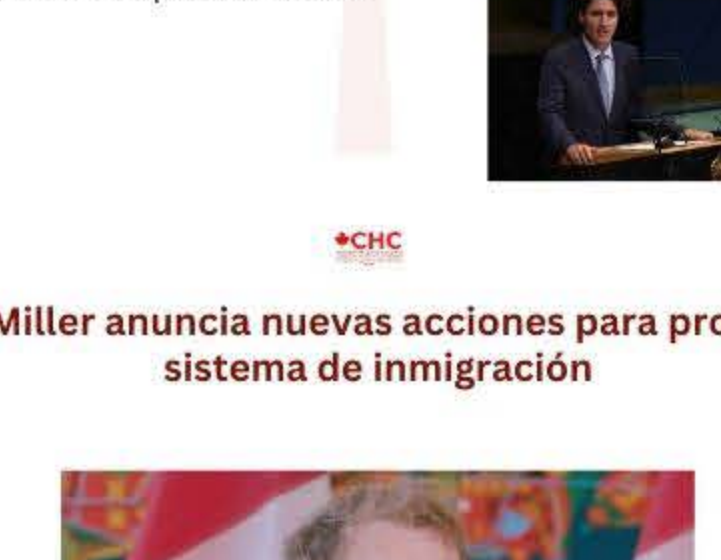 CHC
Miller anuncia nuevas acciones para pro
sistema de inmigración